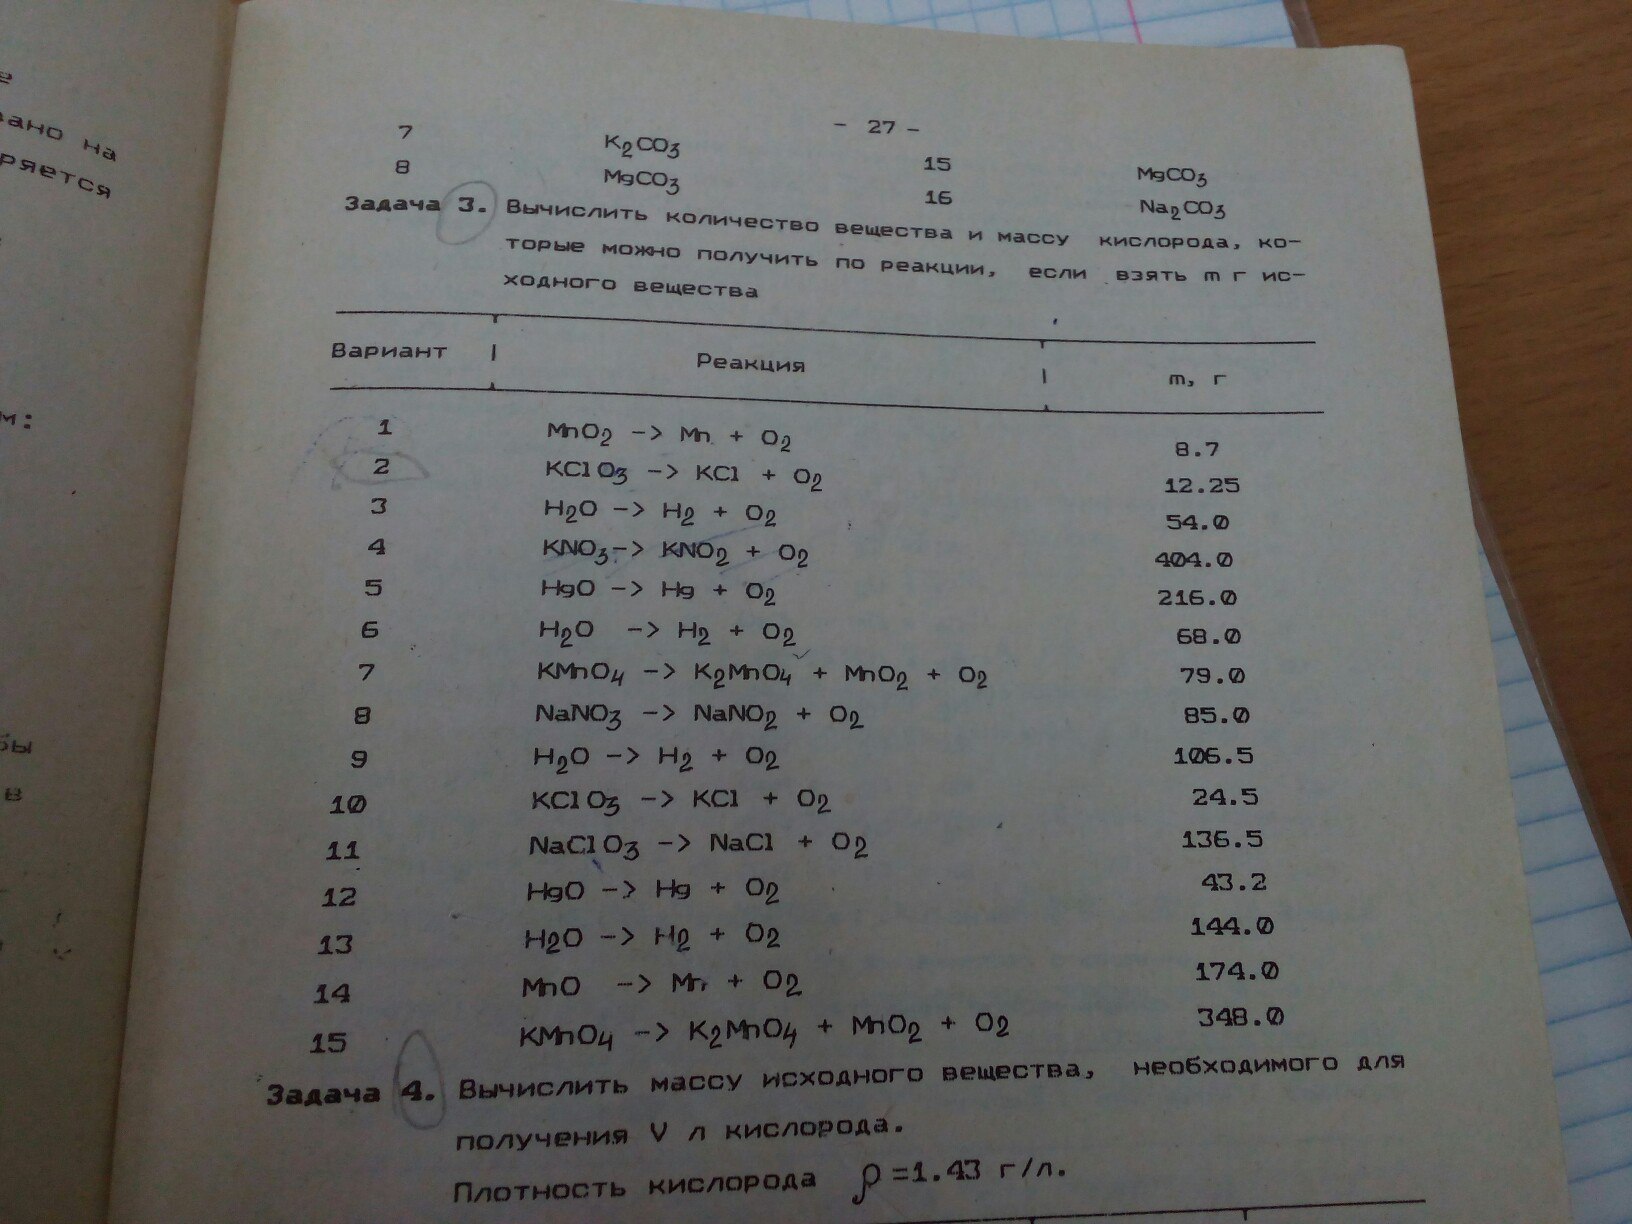 е
вано на
ряется
м:
бы
в
- 27 -
7 K₂CO₃ 15 MgCO₃
8 MgCO₃ 16 Na₂CO₃
Задача 3. Вычислить количество вещества и массу кислорода, ко-
торые можно получить по реакции, если взять m г ис-
ходного вещества
Вариант | Реакция | m, г
1 MnO₂ -> Mn + O₂ 8.7
2 KClO₃ -> KCl + O₂ 12.25
3 H₂O -> H₂ + O₂ 54.0
4 KNO₃-> KNO₂ + O₂ 404.0
5 HgO -> Hg + O₂ 216.0
6 H₂O -> H₂ + O₂ 68.0
7 KMnO₄ -> K₂MnO₄ + MnO₂ + O₂ 79.0
8 NaNO₃ -> NaNO₂ + O₂ 85.0
9 H₂O -> H₂ + O₂ 106.5
10 KClO₃ -> KCl + O₂ 24.5
11 NaClO₃ -> NaCl + O₂ 136.5
12 HgO -> Hg + O₂ 43.2
13 H2O -> H₂ + O₂ 144.0
14 MnO -> Mn + O₂ 174.0
15 KMnO₄ -> K₂MnO₄ + MnO₂ + O₂ 348.0
Задача 4. Вычислить массу исходного вещества, необходимого для
получения V л кислорода.
Плотность кислорода ρ=1.43 г/л.